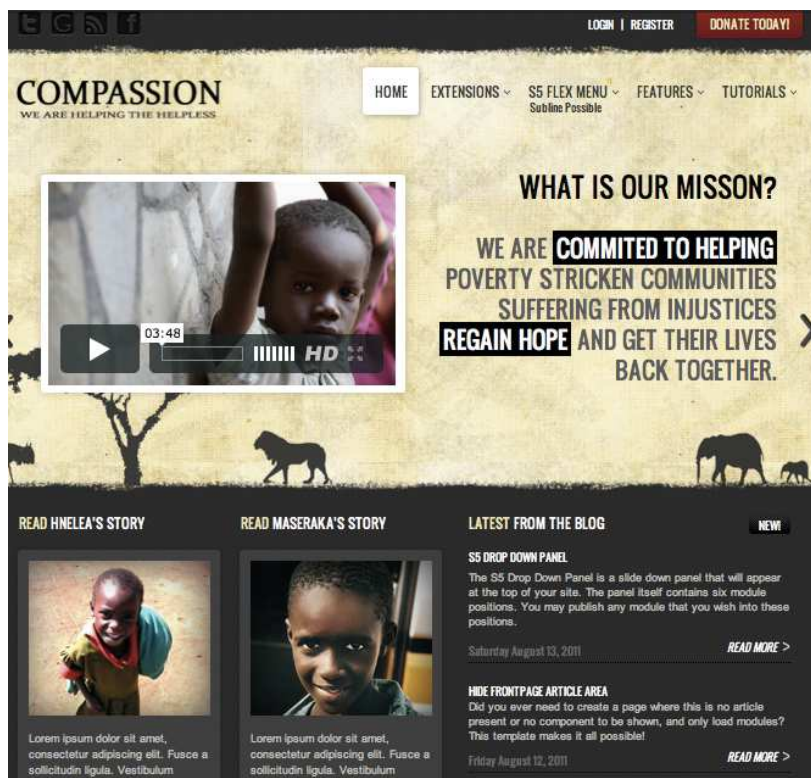 LOGIN | REGISTER
DONATE TODAY!
COMPASSION
WE ARE HELPING THE HELPLESS
HOME
EXTENSIONS
S5 FLEX MENU
Subline Possible
FEATURES
TUTORIALS
WHAT IS OUR MISSON?
WE ARE COMMITED TO HELPING
POVERTY STRICKEN COMMUNITIES
SUFFERING FROM INJUSTICES
REGAIN HOPE AND GET THEIR LIVES
BACK TOGETHER.
03:48
HD
READ HNELEA'S STORY
Lorem ipsum dolor sit amet,
consectetur adipiscing elit. Fusce a
sollicitudin ligula. Vestibulum
READ MASERAKA'S STORY
Lorem ipsum dolor sit amet,
consectetur adipiscing elit. Fusce a
sollicitudin ligula. Vestibulum
LATEST FROM THE BLOG
NEW!
S5 DROP DOWN PANEL
The S5 Drop Down Panel is a slide down panel that will appear
at the top of your site. The panel itself contains six module
positions. You may publish any module that you wish into these
positions.
Saturday August 13, 2011
READ MORE >
HIDE FRONTPAGE ARTICLE AREA
Did you ever need to create a page where this is no article
present or no component to be shown, and only load modules?
This template makes it all possible!
Friday August 12, 2011
READ MORE >